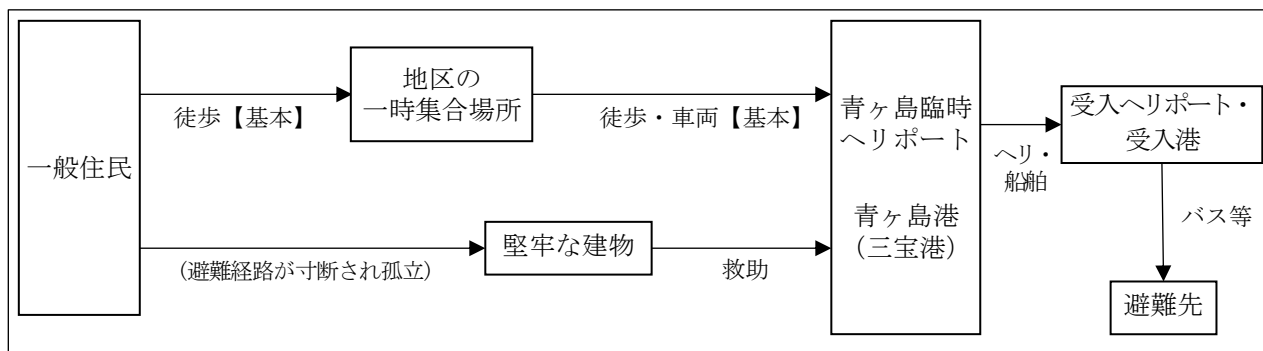 一般住民
徒歩【基本】
地区の
一時集合場所
徒歩・車両【基本】
(避難経路が寸断され孤立)
堅牢な建物
救助
青ヶ島臨時
ヘリポート
青ヶ島港
(三宝港)
ヘリ・
船舶
受入ヘリポート・
受入港
バス等
避難先